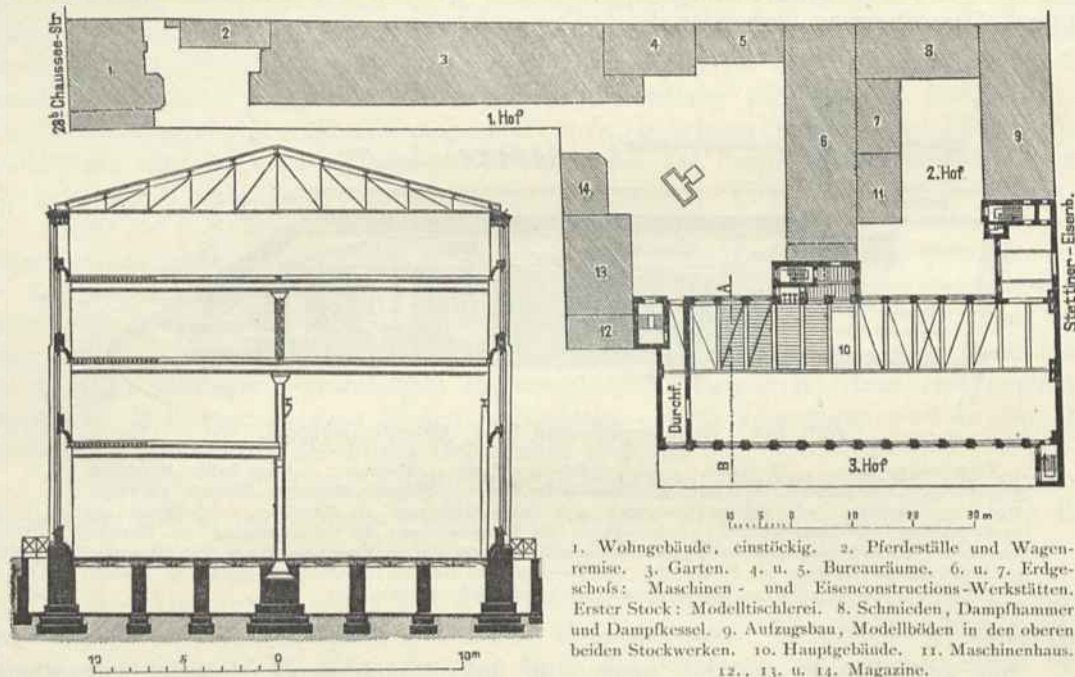 28b Chaussee-Str.
1
2
3
4
5
6
7
8
9
1. Hof
2. Hof
14
11
13
A
12
10
Durchf.
B
3. Hof
Stettiner-Eisenb.
10 5 0 10 20 30 m
1. Wohngebäude, einstöckig. 2. Pferdeställe und Wagen-
remise. 3. Garten. 4. u. 5. Bureauräume. 6. u. 7. Erdge-
schoſs: Maschinen- und Eisenconstructions-Werkstätten.
Erster Stock: Modelltischlerei. 8. Schmieden, Dampfhammer
und Dampfkessel. 9. Aufzugsbau, Modellböden in den oberen
beiden Stockwerken. 10. Hauptgebäude. 11. Maschinenhaus.
12., 13. u. 14. Magazine.
10 5 0 10m